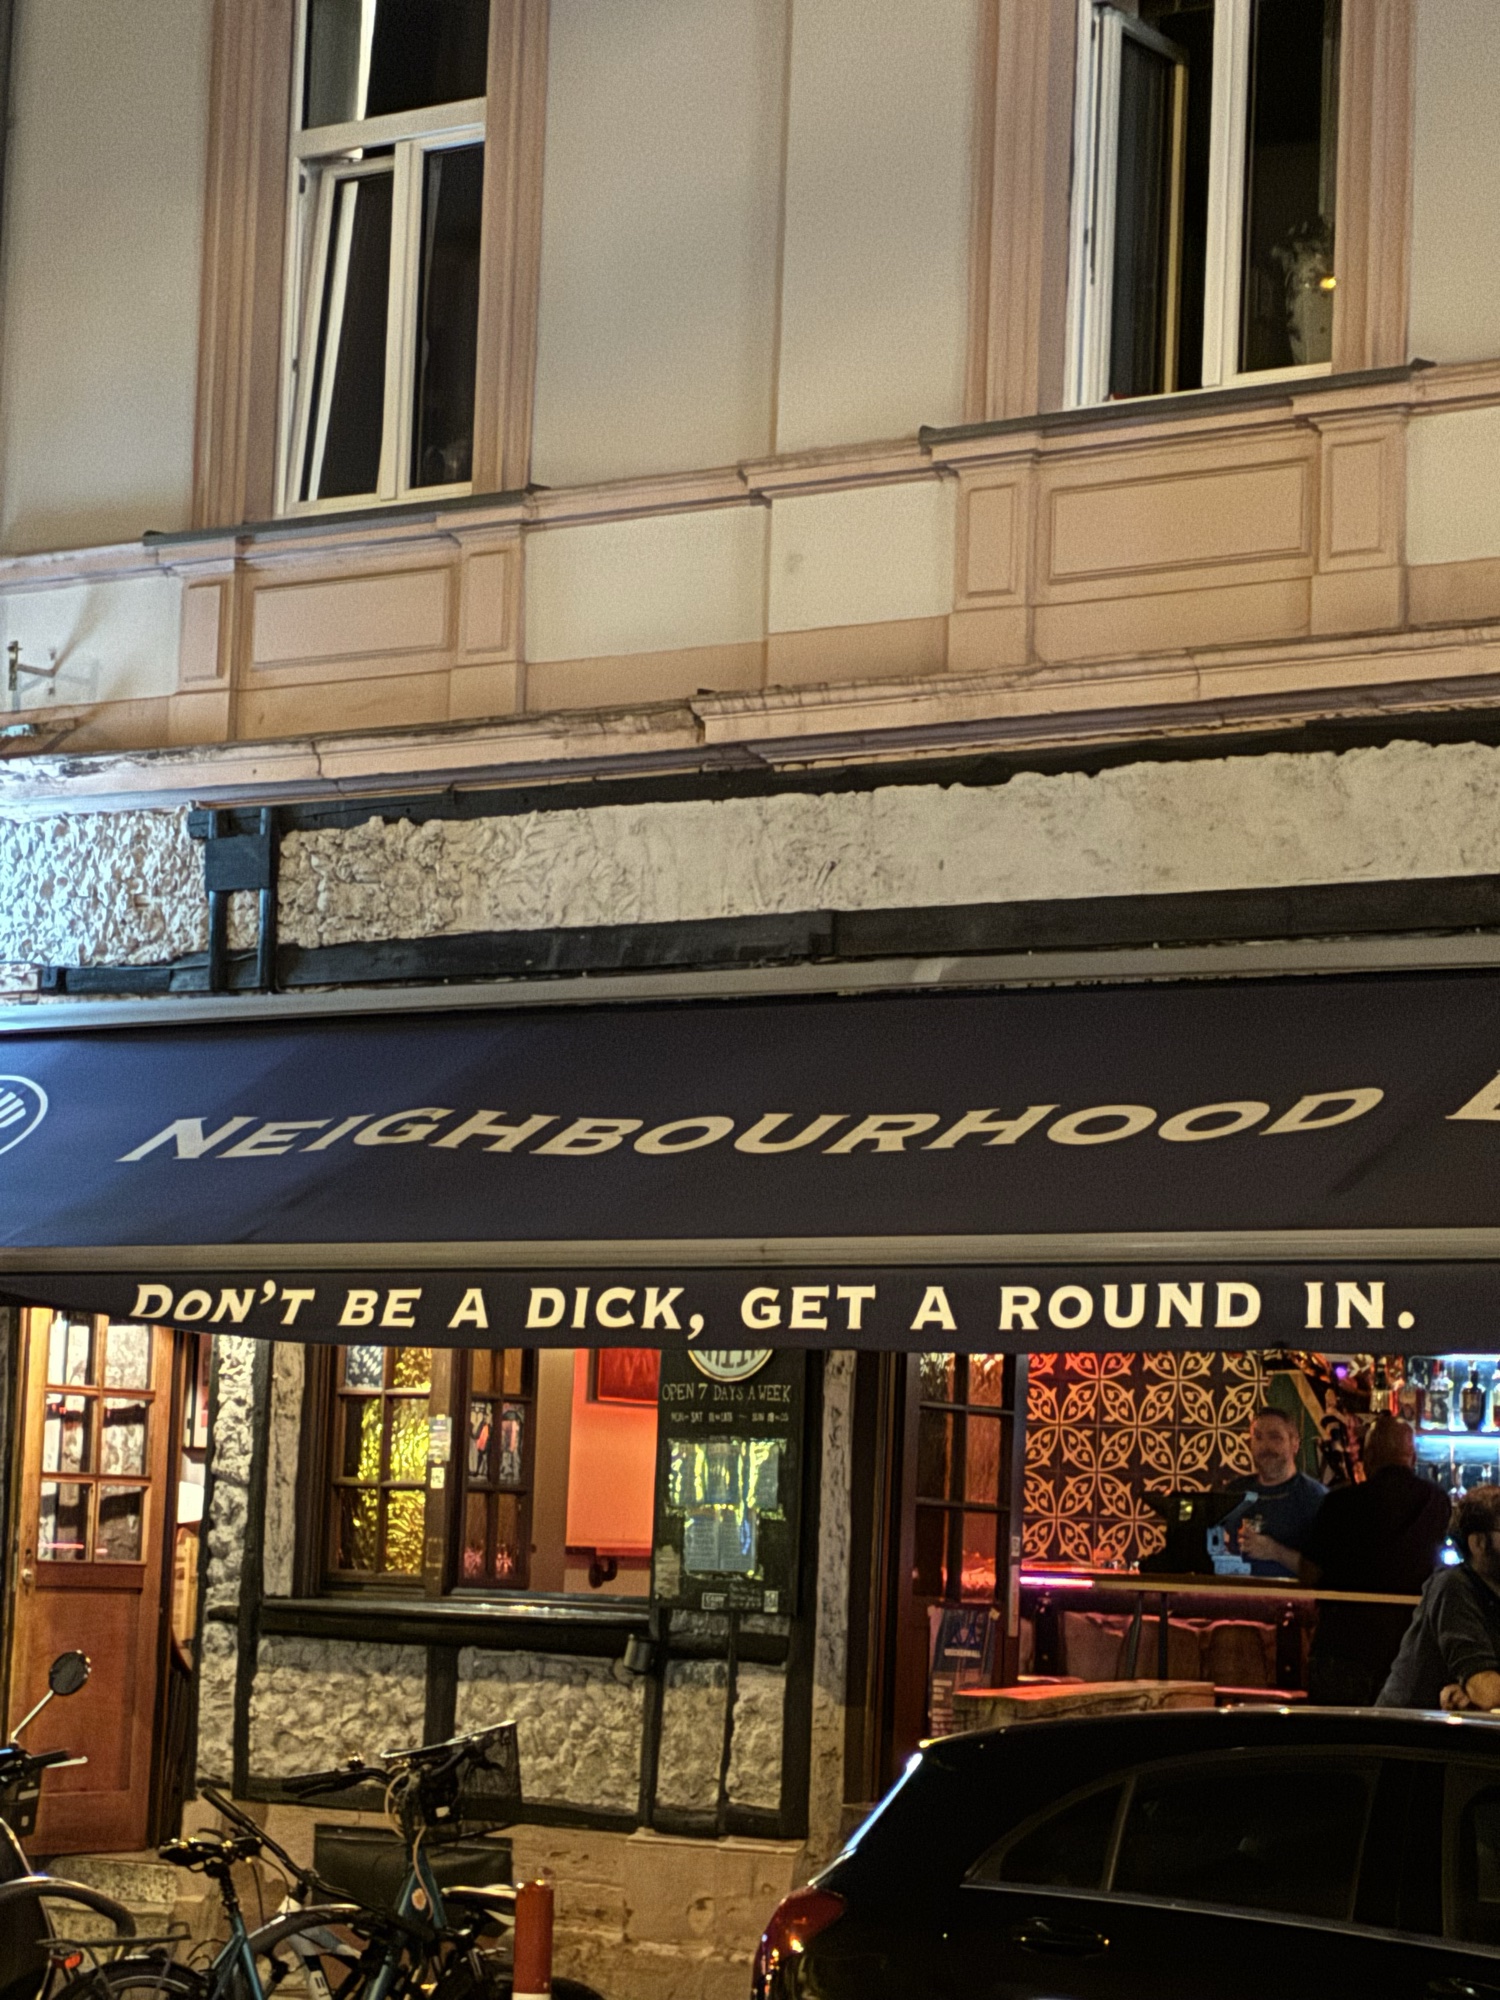 NEIGHBOURHOOD
DON'T BE A DICK, GET A ROUND IN.
OPEN 7 DAYS A WEEK